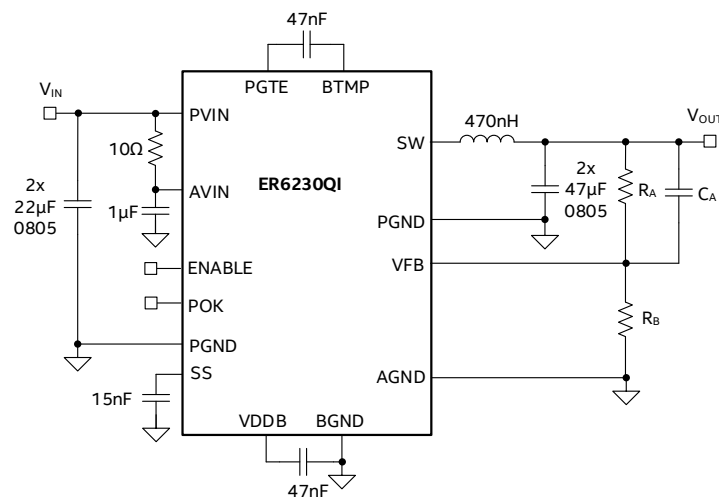 47nF
PGTE
BTMP
VIN
PVIN
470nH
VOUT
SW
10Ω
AVIN
ER6230QI
2x
22µF
0805
1µF
2x
47µF
0805
RA
CA
PGND
ENABLE
VFB
POK
RB
PGND
SS
AGND
15nF
VDDB
BGND
47nF